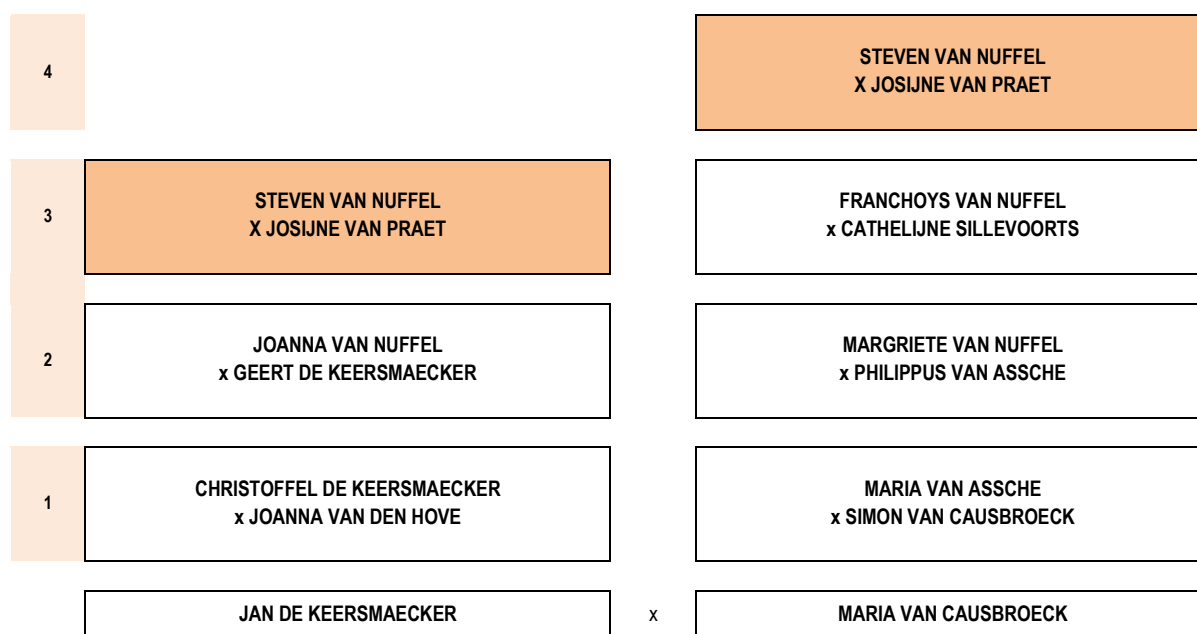 4
STEVEN VAN NUFFEL
X JOSIJNE VAN PRAET
3
STEVEN VAN NUFFEL
X JOSIJNE VAN PRAET
FRANCHOYS VAN NUFFEL
x CATHELIJNE SILLEVOORTS
2
JOANNA VAN NUFFEL
x GEERT DE KEERSMAECKER
MARGRIETE VAN NUFFEL
x PHILIPPUS VAN ASSCHE
1
CHRISTOFFEL DE KEERSMAECKER
x JOANNA VAN DEN HOVE
MARIA VAN ASSCHE
x SIMON VAN CAUSBROECK
JAN DE KEERSMAECKER
x
MARIA VAN CAUSBROECK